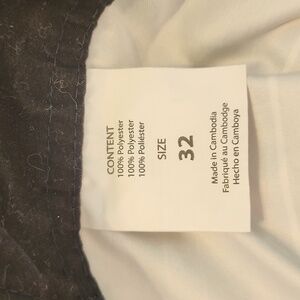 CONTENT
100% Polyester
100% Polyester
100% Poliéster
SIZE
32
Made in Cambodia
Fabriqué au Cambodge
Hecho en Camboya